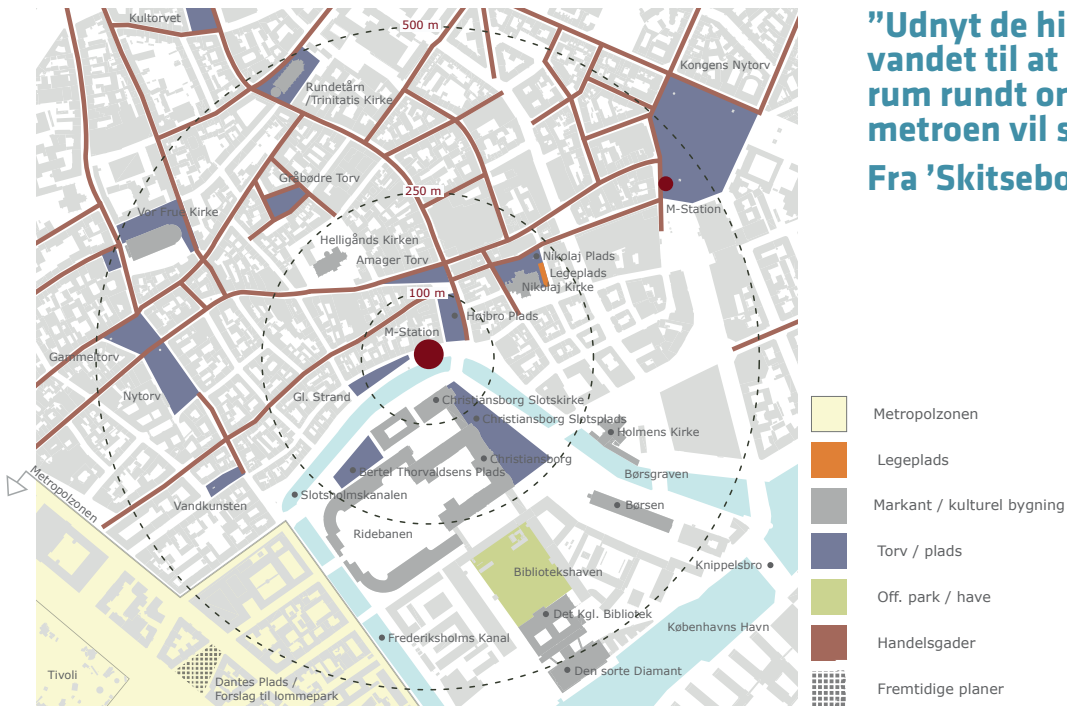 Kultorvet
500 m
Rundetårn
/Trinitatis Kirke
Kongens Nytorv
Gråbødre Torv
250 m
M-Station
Vor Frue Kirke
Helligånds Kirken
Amager Torv
Nikolaj Plads
Legeplads
Nikolaj Kirke
100 m
Højbro Plads
M-Station
Gammeltorv
Nytorv
Gl. Strand
Christiansborg Slotskirke
Christiansborg Slotsplads
Holmens Kirke
Christiansborg
Bertel Thorvaldsens Plads
Børsgraven
Metropolzonen
Slotsholmskanalen
Vandkunsten
Børsen
Ridebanen
Bibliotekshaven
Knippelsbro
Det Kgl. Bibliotek
Københavns Havn
Frederiksholms Kanal
Tivoli
Dantes Plads /
Forslag til lommepark
Den sorte Diamant
”Udnyt de hi
vandet til at
rum rundt or
metroen vil s
Fra ’Skitsebo
Metropolzonen
Legeplads
Markant / kulturel bygning
Torv / plads
Off. park / have
Handelsgader
Fremtidige planer